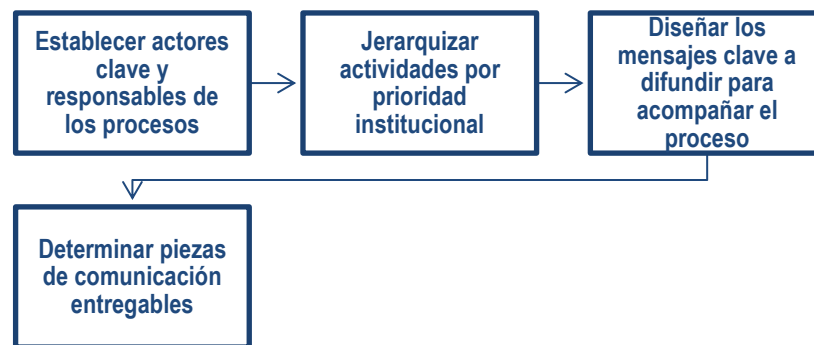 Establecer actores
clave y
responsables de
los procesos
Jerarquizar
actividades por
prioridad
institucional
Diseñar los
mensajes clave a
difundir para
acompañar el
proceso
Determinar piezas
de comunicación
entregables